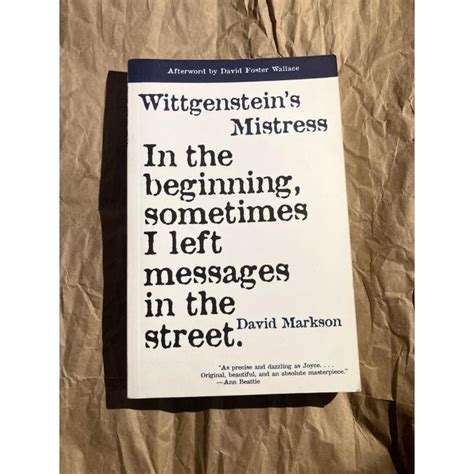 Afterword by David Foster Wallace
Wittgenstein's
Mistress
In the
beginning,
sometimes
I left
messages
in the
street.
David Markson
"As precise and dazzling as Joyce. . . .
Original, beautiful, and an absolute masterpiece."
—Ann Beattie